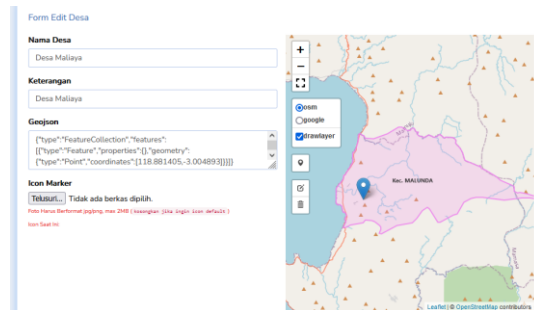 Form Edit Desa
Nama Desa
Desa Maliaya
Keterangan
Desa Maliaya
Geojson
{"type":"FeatureCollection","features":
[{"type":"Feature","properties":{},"geometry":
{"type":"Point","coordinates":[118.881405,-3.004893]}}]}
Icon Marker
Telusuri... Tidak ada berkas dipilih.
Foto Harus Berformat jpg/png, max 2MB ( kosongkan jika ingin icon default )
Icon Saat Ini
+
−
osm
google
drawlayer
Kec. MALUNDA
Mamuju
Leaflet | © OpenStreetMap contributors